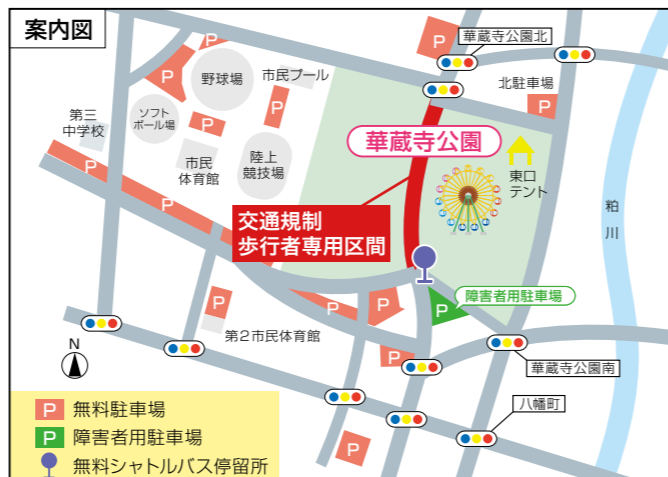 案内図
P
華蔵寺公園北
P
野球場
市民プール
北駐車場
P
P
第三
中学校
ソフト
ボール場
P
P
市民
体育館
陸上
競技場
華蔵寺公園
東口
テント
粕川
P
P
交通規制
歩行者専用区間
P
障害者用駐車場
P
P
P
P
第2市民体育館
P
華蔵寺公園南
N
八幡町
P
P 無料駐車場
P 障害者用駐車場
無料シャトルバス停留所